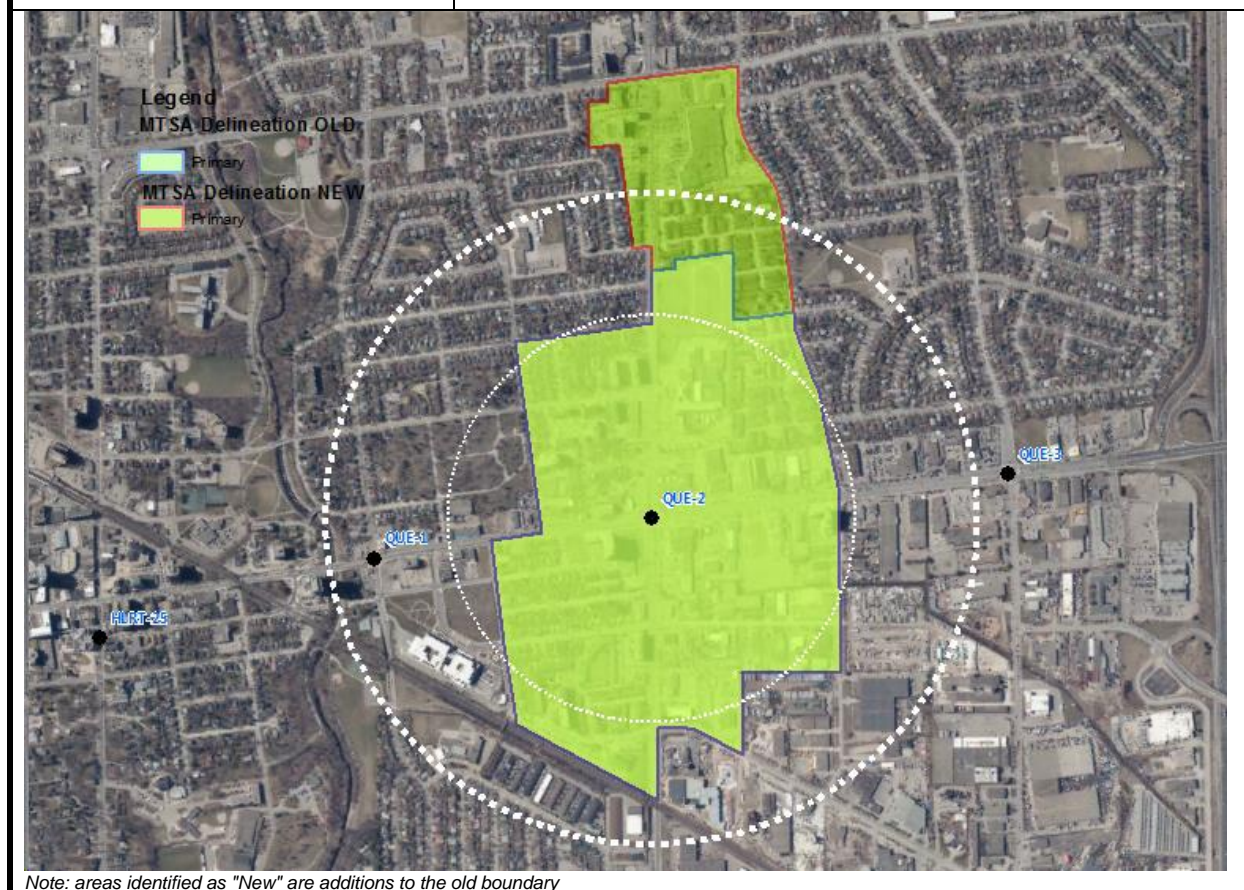 Legend
MTSA Delineation OLD
Primary
MTSA Delineation NEW
Primary
QUE-3
QUE-2
QUE-1
HLRT-25
Note: areas identified as "New" are additions to the old boundary